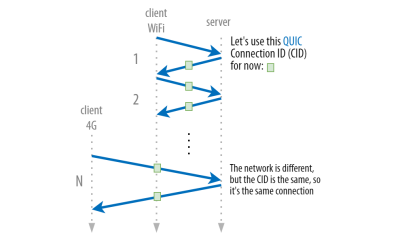 client
WiFi
server
Let's use this QUIC
Connection ID (CID)
for now:
1
2
client
4G
N
The network is different,
but the CID is the same, so
it's the same connection